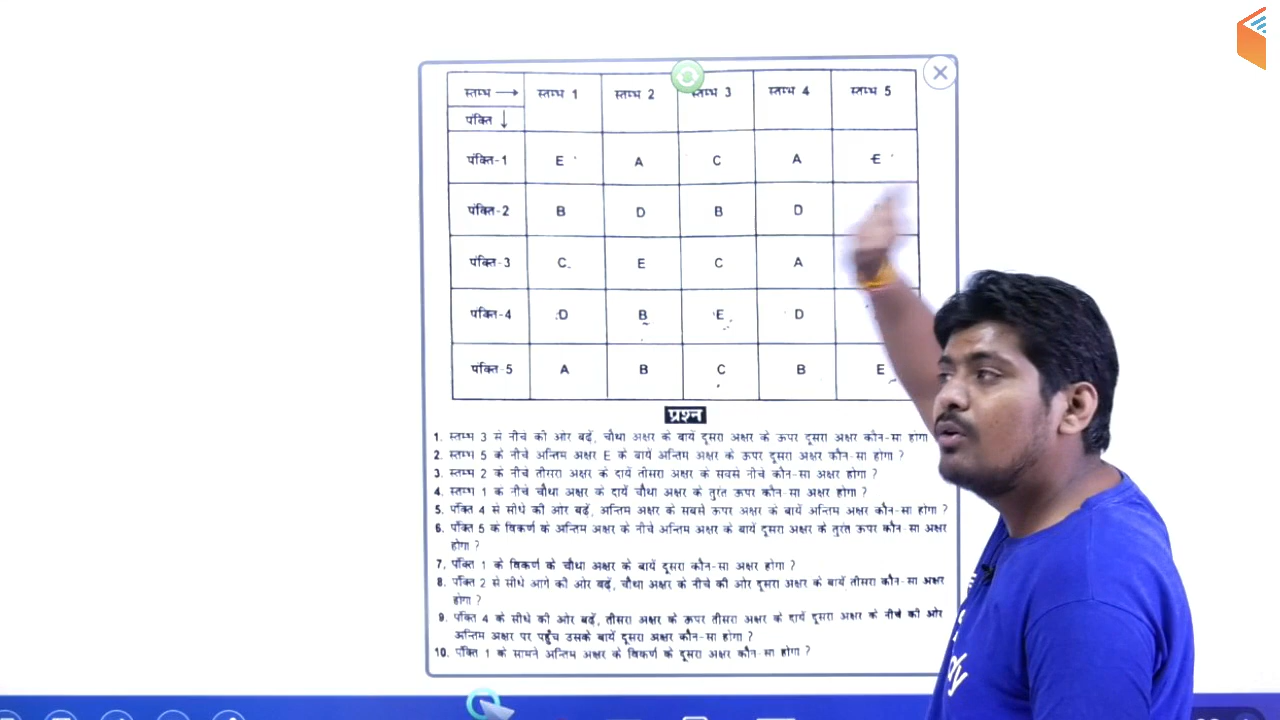 स्तम्भ → स्तम्भ 1 स्तम्भ 2 स्तम्भ 3 स्तम्भ 4 स्तम्भ 5
पंक्ति ↓
पंक्ति-1 E A C A E
पंक्ति-2 B D B D
पंक्ति-3 C E C A
पंक्ति-4 D B E D
पंक्ति-5 A B C B E
प्रश्न
1. स्तम्भ 3 से नीचे की ओर बढ़ें, चौथा अक्षर के बायें दूसरा अक्षर के ऊपर दूसरा अक्षर कौन-सा होगा
2. स्तम्भ 5 के नीचे अन्तिम अक्षर E के बायें अन्तिम अक्षर के ऊपर दूसरा अक्षर कौन-सा होगा ?
3. स्तम्भ 2 के नीचे तीसरा अक्षर के दायें तीसरा अक्षर के सबसे नीचे कौन-सा अक्षर होगा ?
4. स्तम्भ 1 के नीचे चौथा अक्षर के दायें चौथा अक्षर के तुरंत ऊपर कौन-सा अक्षर होगा ?
5. पंक्ति 4 से सीधे की ओर बढ़ें, अन्तिम अक्षर के सबसे ऊपर अक्षर के बायें अन्तिम अक्षर कौन-सा होगा ?
6. पंक्ति 5 के विकर्ण के अन्तिम अक्षर के नीचे अन्तिम अक्षर के बायें दूसरा अक्षर के तुरंत ऊपर कौन-सा अक्षर
होगा ?
7. पंक्ति 1 के विकर्ण के चौथा अक्षर के बायें दूसरा कौन-सा अक्षर होगा ?
8. पंक्ति 2 से सीधे आगे की ओर बढ़ें, चौथा अक्षर के नीचे की ओर दूसरा अक्षर के बायें तीसरा कौन-सा अक्षर
होगा ?
9. पंक्ति 4 के सीधे की ओर बढ़ें, तीसरा अक्षर के ऊपर तीसरा अक्षर के दायें दूसरा अक्षर के नीचे की ओर
अन्तिम अक्षर पर पहुँच उसके बायें दूसरा अक्षर कौन-सा होगा ?
10. पंक्ति 1 के सामने अन्तिम अक्षर के विकर्ण के दूसरा अक्षर कौन-सा होगा ?